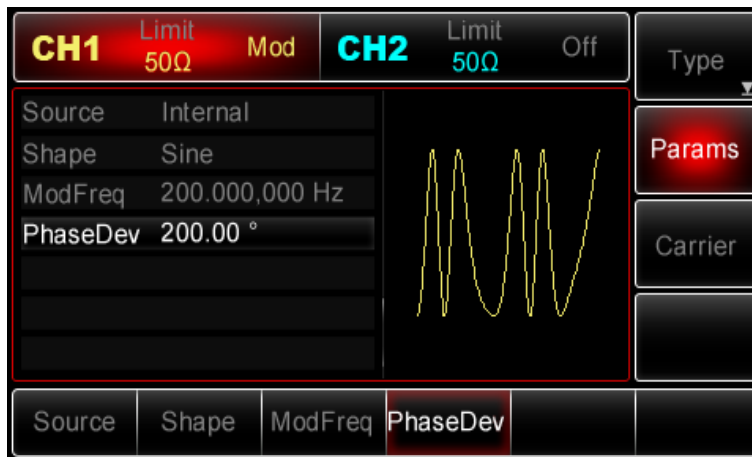 CH1 Limit 50Ω Mod CH2 Limit 50Ω Off
Type
Source Internal
Shape Sine
ModFreq 200.000,000 Hz
PhaseDev 200.00 °
Params
Carrier
Source Shape ModFreq PhaseDev